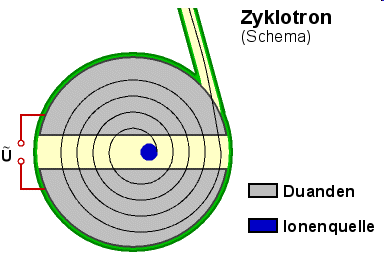 Zyklotron
(Schema)
Ũ
Duanden
Ionenquelle